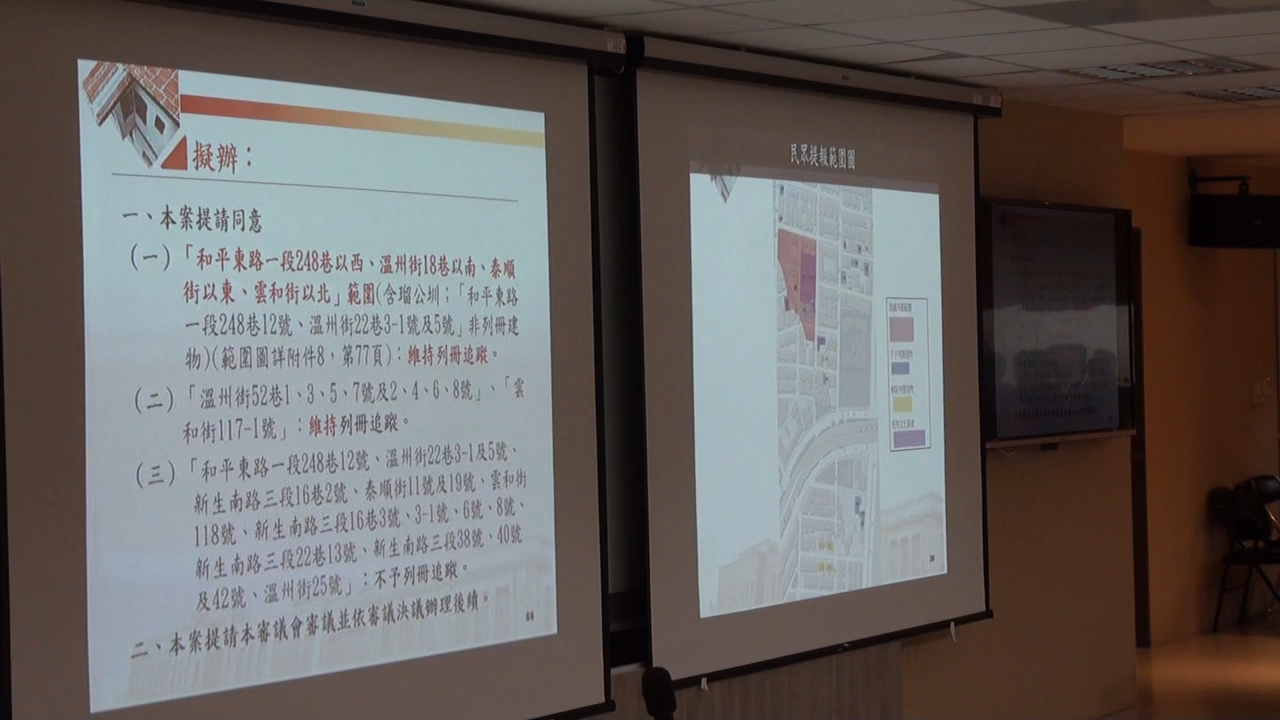 擬辦：
一、本案提請同意
(一)「和平東路一段248巷以西、溫州街18巷以南、泰順
街以東、雲和街以北」範圍(含瑠公圳；「和平東路
一段248巷12號、溫州街22巷3-1號及5號」非列冊建
物)(範圍圖詳附件8，第77頁)：維持列冊追蹤。
(二)「溫州街52巷1、3、5、7號及2、4、6、8號」、「雲
和街117-1號」：維持列冊追蹤。
(三)「和平東路一段248巷12號、溫州街22巷3-1及5號、
新生南路三段16巷2號、泰順街11號及19號、雲和街
118號、新生南路三段16巷3號、3-1號、6號、8號、
新生南路三段22巷13號、新生南路三段38號、40號
及42號、溫州街25號」：不予列冊追蹤。
二、本案提請本審議會審議並依審議決議辦理後續。
民眾提報範圍圖